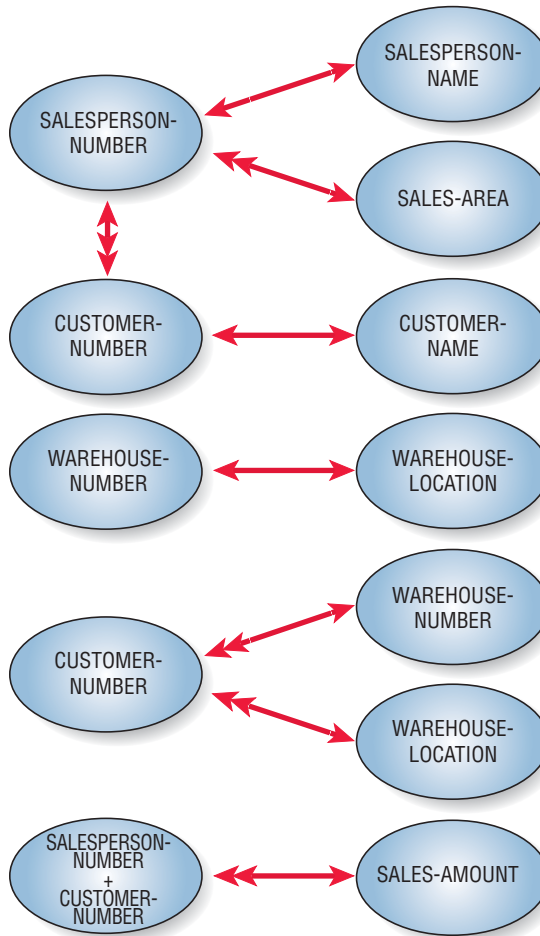 SALESPERSON-
NAME
SALESPERSON-
NUMBER
SALES-AREA
CUSTOMER-
NUMBER
CUSTOMER-
NAME
WAREHOUSE-
NUMBER
WAREHOUSE-
LOCATION
WAREHOUSE-
NUMBER
CUSTOMER-
NUMBER
WAREHOUSE-
LOCATION
SALESPERSON-
NUMBER
+
CUSTOMER-
NUMBER
SALES-AMOUNT